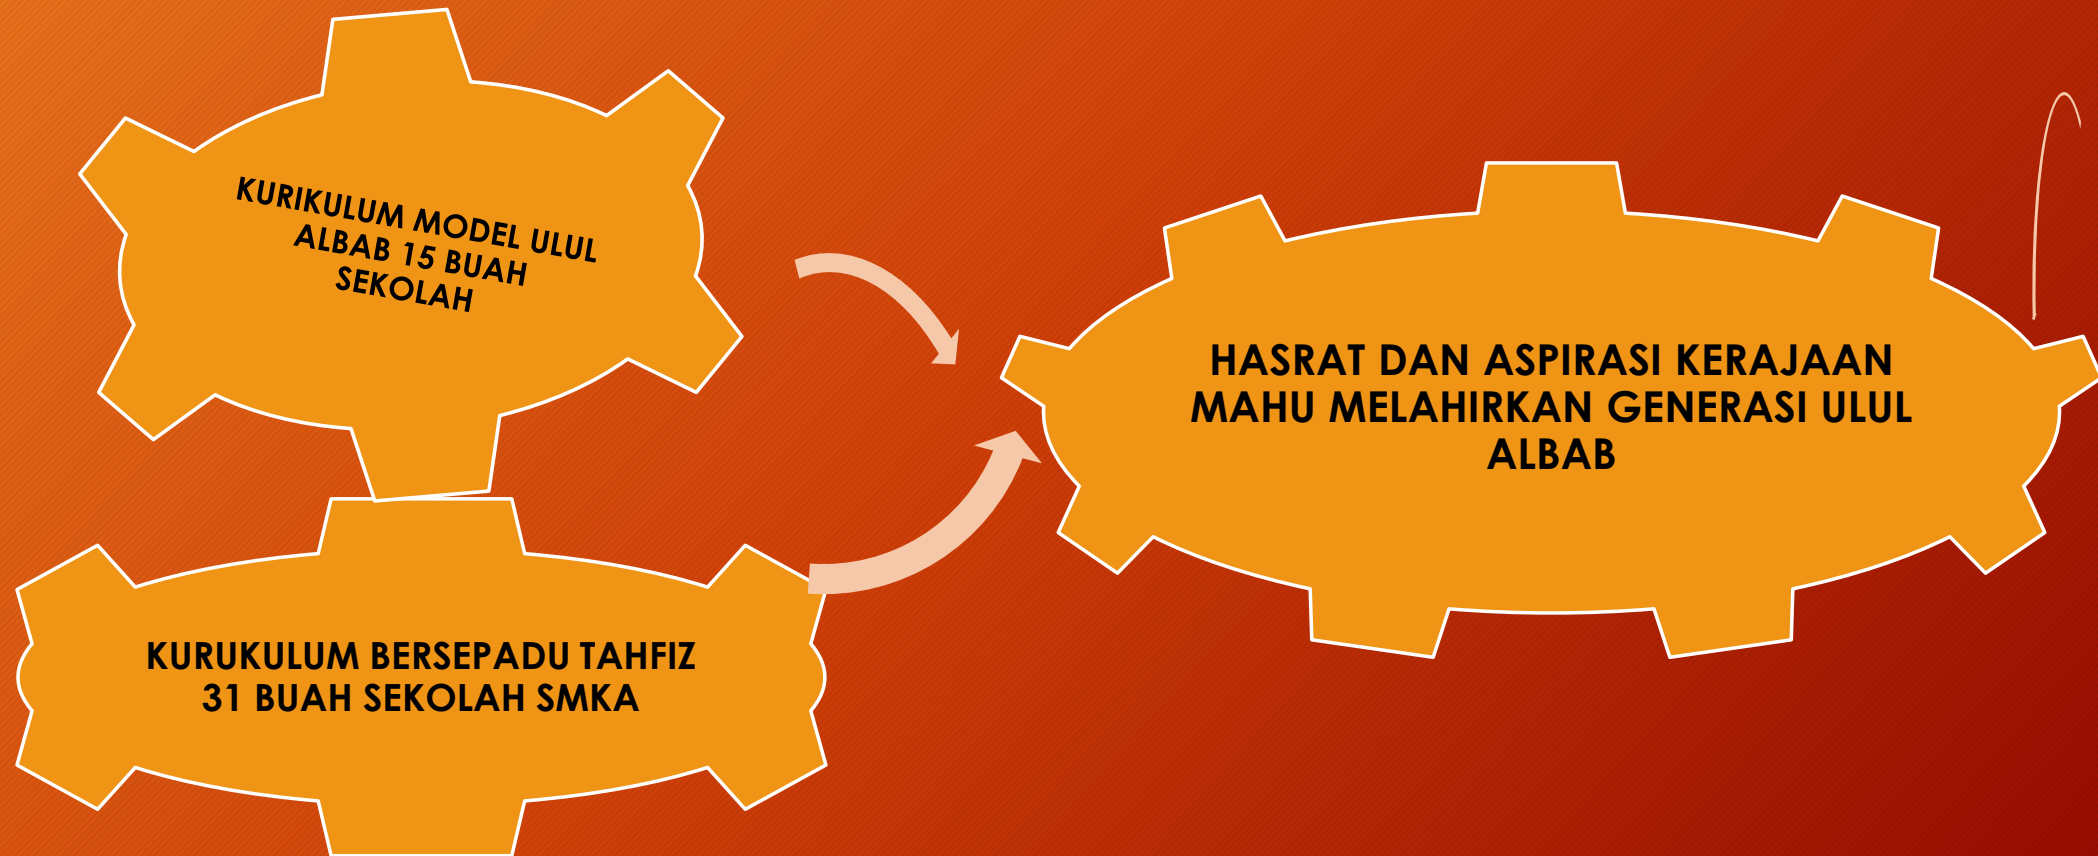 KURIKULUM MODEL ULUL
ALBAB 15 BUAH
SEKOLAH
KURUKULUM BERSEPADU TAHFIZ
31 BUAH SEKOLAH SMKA
HASRAT DAN ASPIRASI KERAJAAN
MAHU MELAHIRKAN GENERASI ULUL
ALBAB